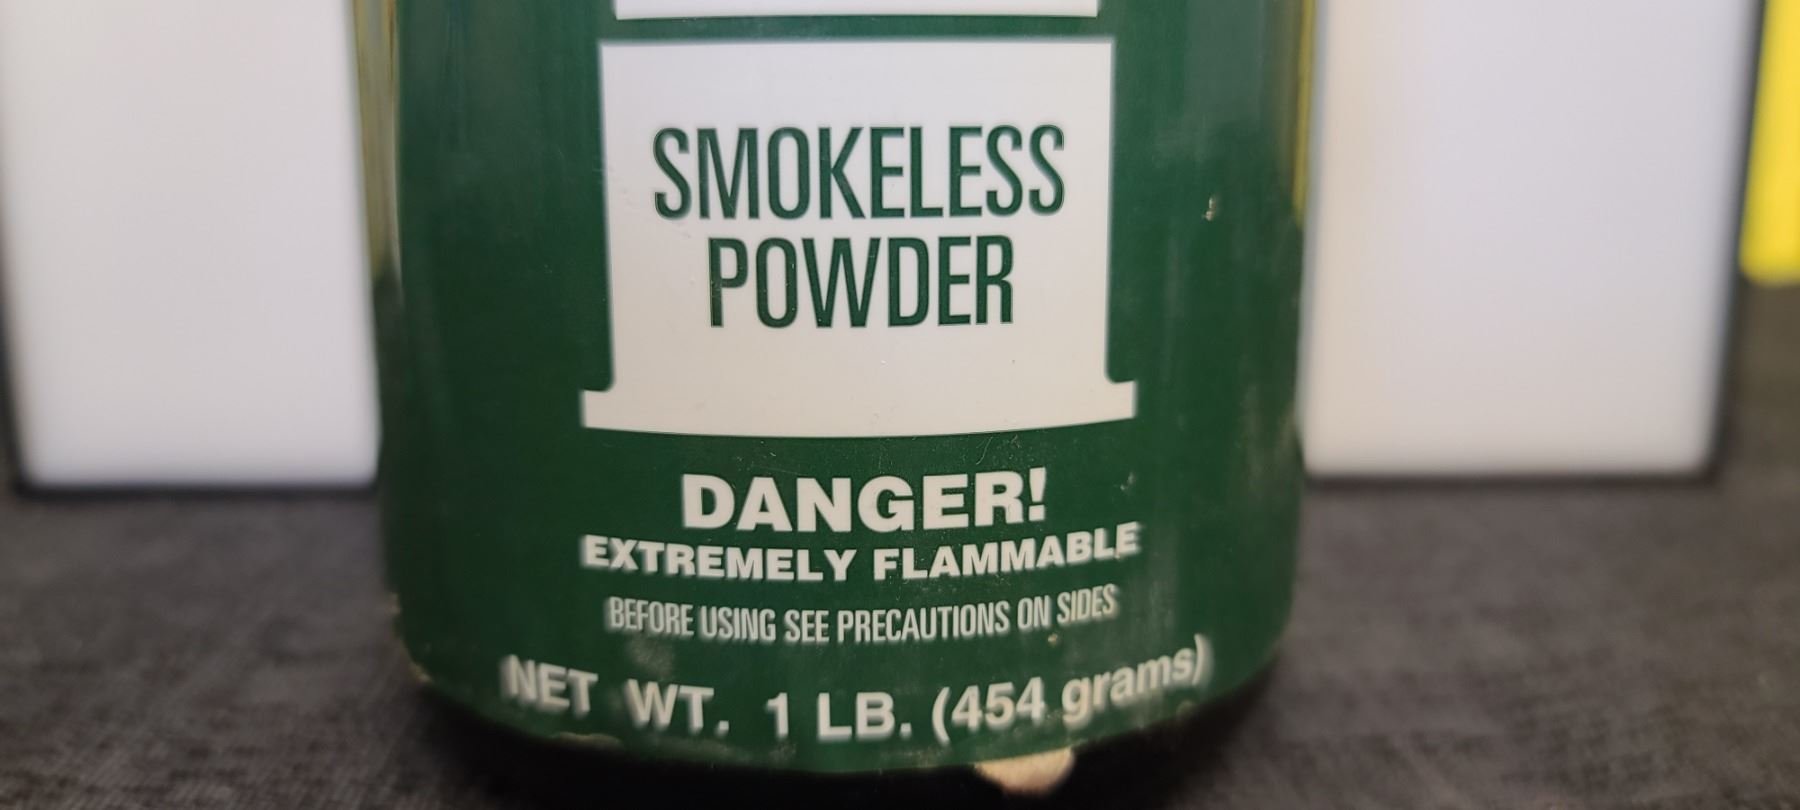 SMOKELESS
POWDER
DANGER!
EXTREMELY FLAMMABLE
BEFORE USING SEE PRECAUTIONS ON SIDES
NET WT. 1 LB. (454 grams)